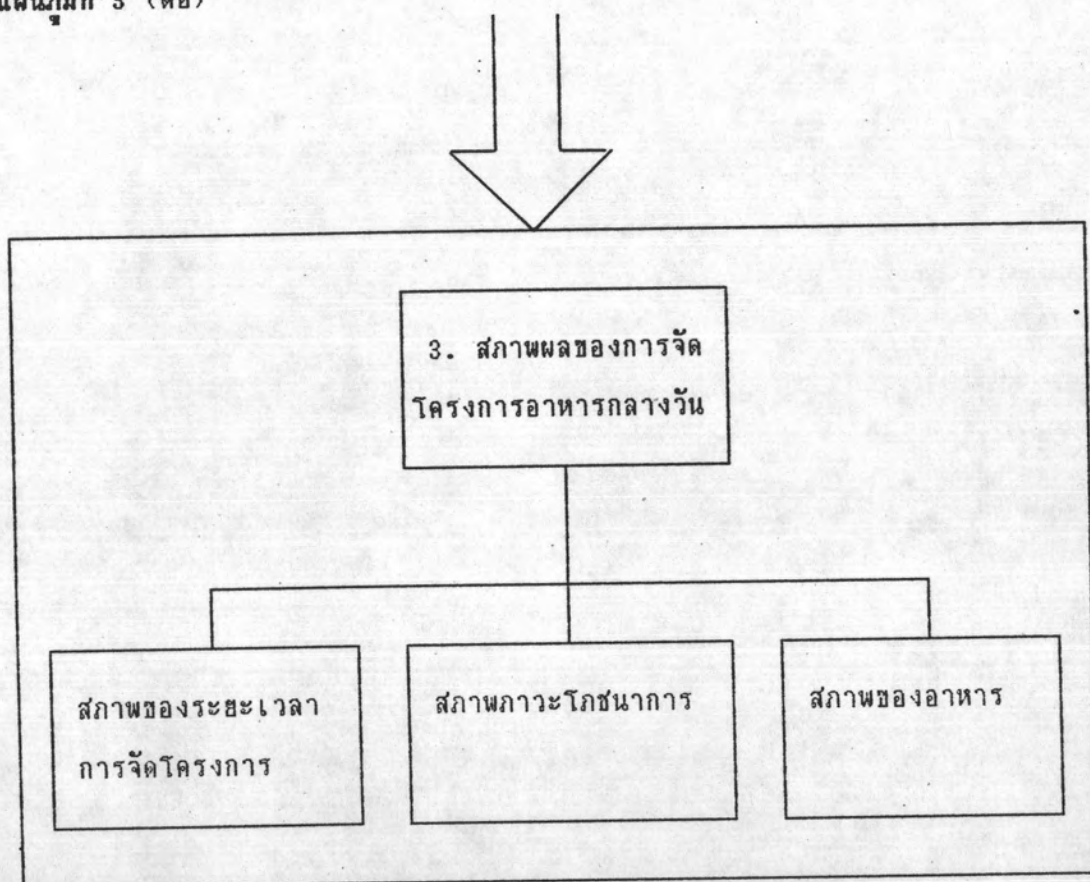 แผนภูมิที่ 3 (ต่อ)
3. สภาพผลของการจัด
โครงการอาหารกลางวัน
สภาพของระยะเวลา
การจัดโครงการ
สภาพภาวะโภชนาการ
สภาพของอาหาร